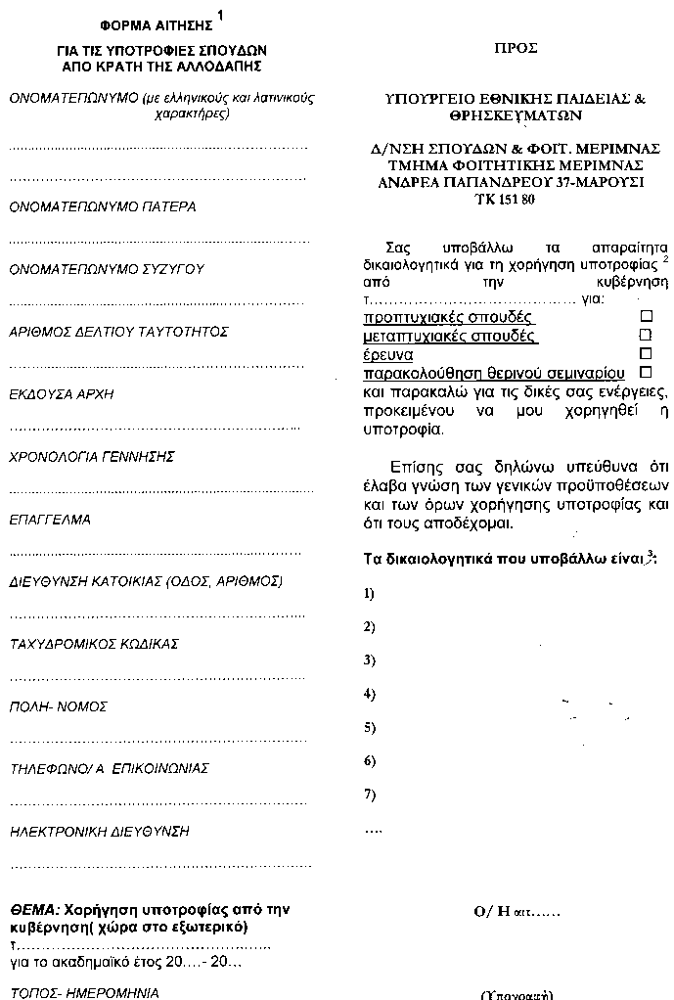 ΦΟΡΜΑ ΑΙΤΗΣΗΣ 1
ΓΙΑ ΤΙΣ ΥΠΟΤΡΟΦΙΕΣ ΣΠΟΥΔΩΝ
ΑΠΟ ΚΡΑΤΗ ΤΗΣ ΑΛΛΟΔΑΠΗΣ
ΟΝΟΜΑΤΕΠΩΝΥΜΟ (με ελληνικούς και λατινικούς
χαρακτήρες)
ΟΝΟΜΑΤΕΠΩΝΥΜΟ ΠΑΤΕΡΑ
ΟΝΟΜΑΤΕΠΩΝΥΜΟ ΣΥΖΥΓΟΥ
ΑΡΙΘΜΟΣ ΔΕΛΤΙΟΥ ΤΑΥΤΟΤΗΤΟΣ
ΕΚΔΟΥΣΑ ΑΡΧΗ
ΧΡΟΝΟΛΟΓΙΑ ΓΕΝΝΗΣΗΣ
ΕΠΑΓΓΕΛΜΑ
ΔΙΕΥΘΥΝΣΗ ΚΑΤΟΙΚΙΑΣ (ΟΔΟΣ, ΑΡΙΘΜΟΣ)
ΤΑΧΥΔΡΟΜΙΚΟΣ ΚΩΔΙΚΑΣ
ΠΟΛΗ- ΝΟΜΟΣ
ΤΗΛΕΦΩΝΟ/Α ΕΠΙΚΟΙΝΩΝΙΑΣ
ΗΛΕΚΤΡΟΝΙΚΗ ΔΙΕΥΘΥΝΣΗ
ΘΕΜΑ: Χορήγηση υποτροφίας από την
κυβέρνηση( χώρα στο εξωτερικό)
τ..................................................
για το ακαδημαϊκό έτος 20....- 20...
ΤΟΠΟΣ- ΗΜΕΡΟΜΗΝΙΑ
ΠΡΟΣ
ΥΠΟΥΡΓΕΙΟ ΕΘΝΙΚΗΣ ΠΑΙΔΕΙΑΣ &
ΘΡΗΣΚΕΥΜΑΤΩΝ
Δ/ΝΣΗ ΣΠΟΥΔΩΝ & ΦΟΙΤ. ΜΕΡΙΜΝΑΣ
ΤΜΗΜΑ ΦΟΙΤΗΤΙΚΗΣ ΜΕΡΙΜΝΑΣ
ΑΝΔΡΕΑ ΠΑΠΑΝΔΡΕΟΥ 37-ΜΑΡΟΥΣΙ
ΤΚ 151 80
Σας υποβάλλω τα απαραίτητα
δικαιολογητικά για τη χορήγηση υποτροφίας 2
από την κυβέρνηση
τ........................................ για:
προπτυχιακές σπουδές □
μεταπτυχιακές σπουδές □
έρευνα □
παρακολούθηση θερινού σεμιναρίου □
και παρακαλώ για τις δικές σας ενέργειες,
προκειμένου να μου χορηγηθεί η
υποτροφία.
Επίσης σας δηλώνω υπεύθυνα ότι
έλαβα γνώση των γενικών προϋποθέσεων
και των όρων χορήγησης υποτροφίας και
ότι τους αποδέχομαι.
Τα δικαιολογητικά που υποβάλλω είναι 3:
1)
2)
3)
4)
5)
6)
7)
....
Ο/ Η αιτ......
(Υπογραφή)